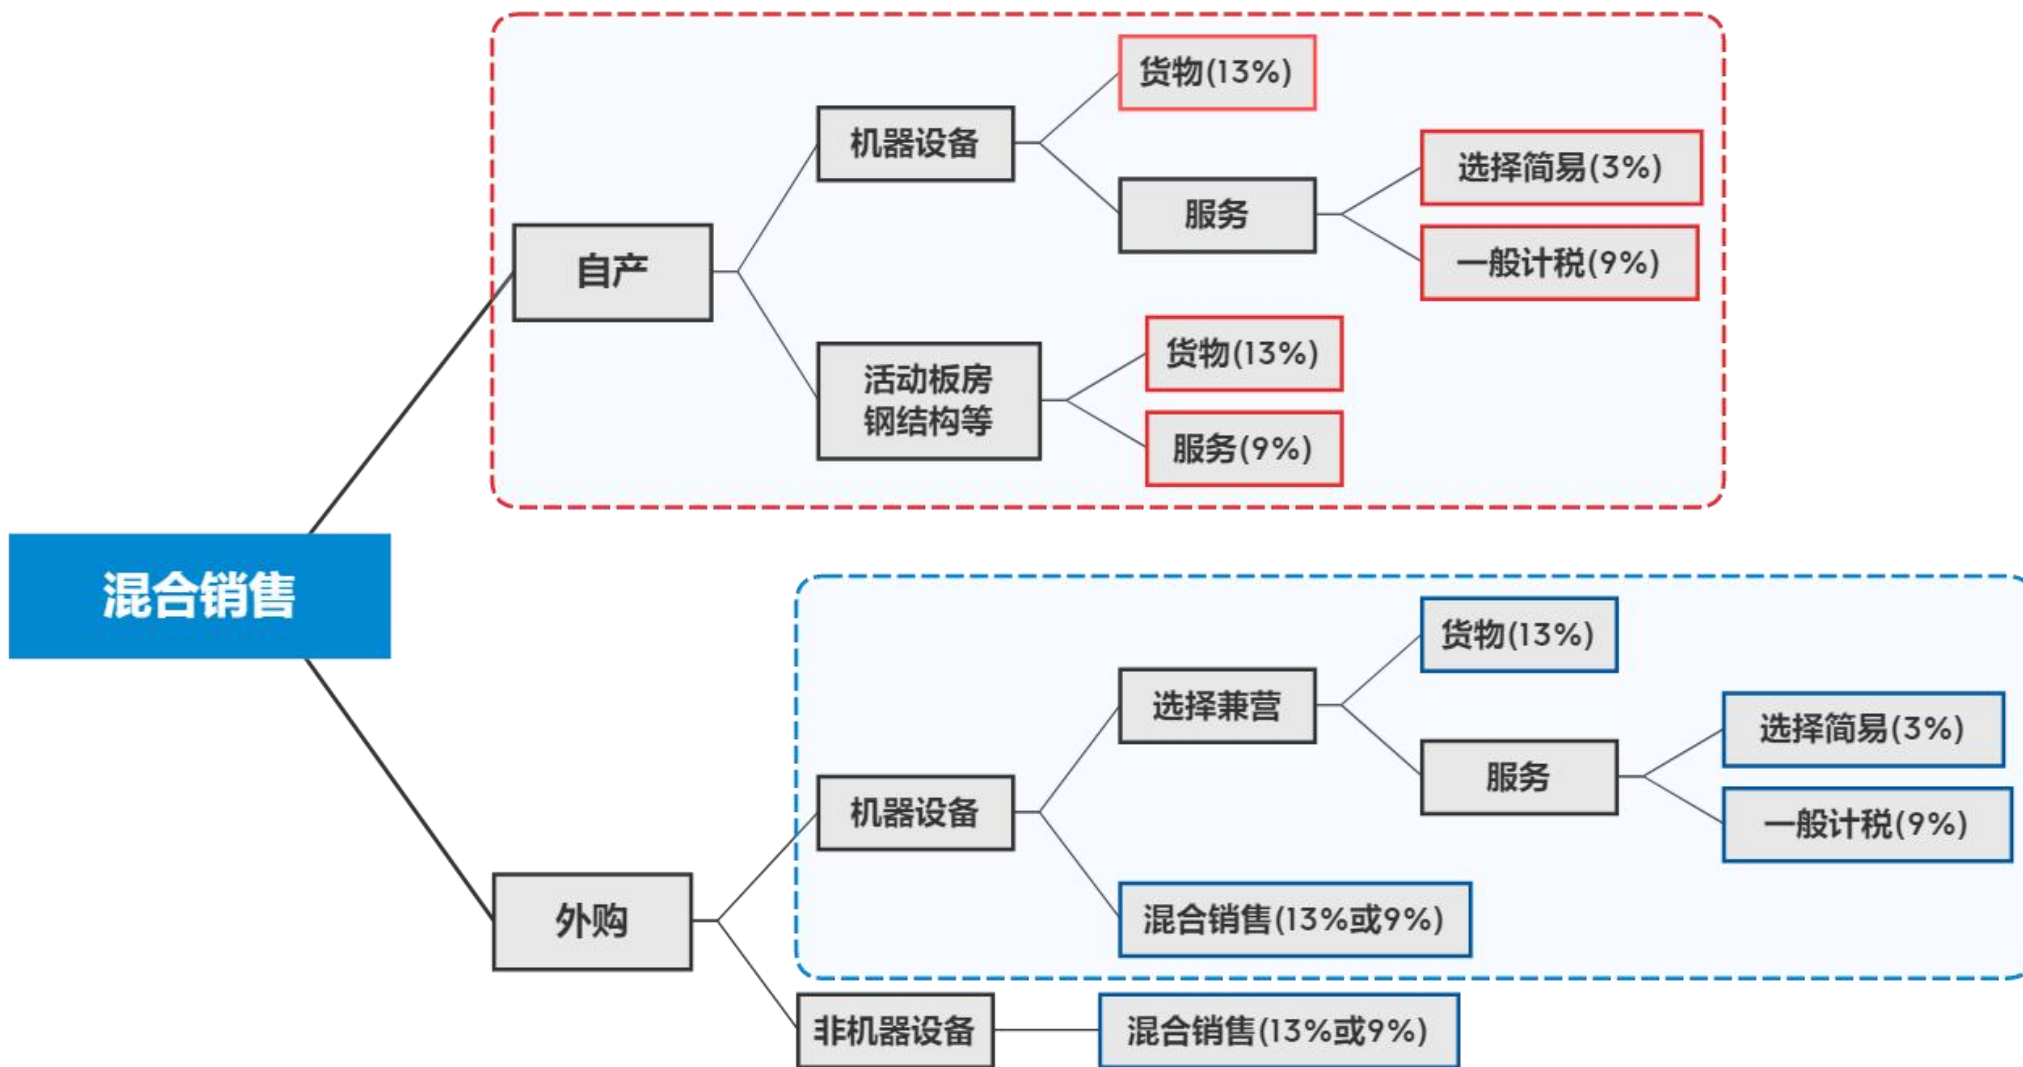 货物(13%)
机器设备
选择简易(3%)
服务
自产
一般计税(9%)
货物(13%)
活动板房
钢结构等
服务(9%)
混合销售
货物(13%)
选择兼营
选择简易(3%)
服务
机器设备
一般计税(9%)
外购
混合销售(13%或9%)
非机器设备
混合销售(13%或9%)